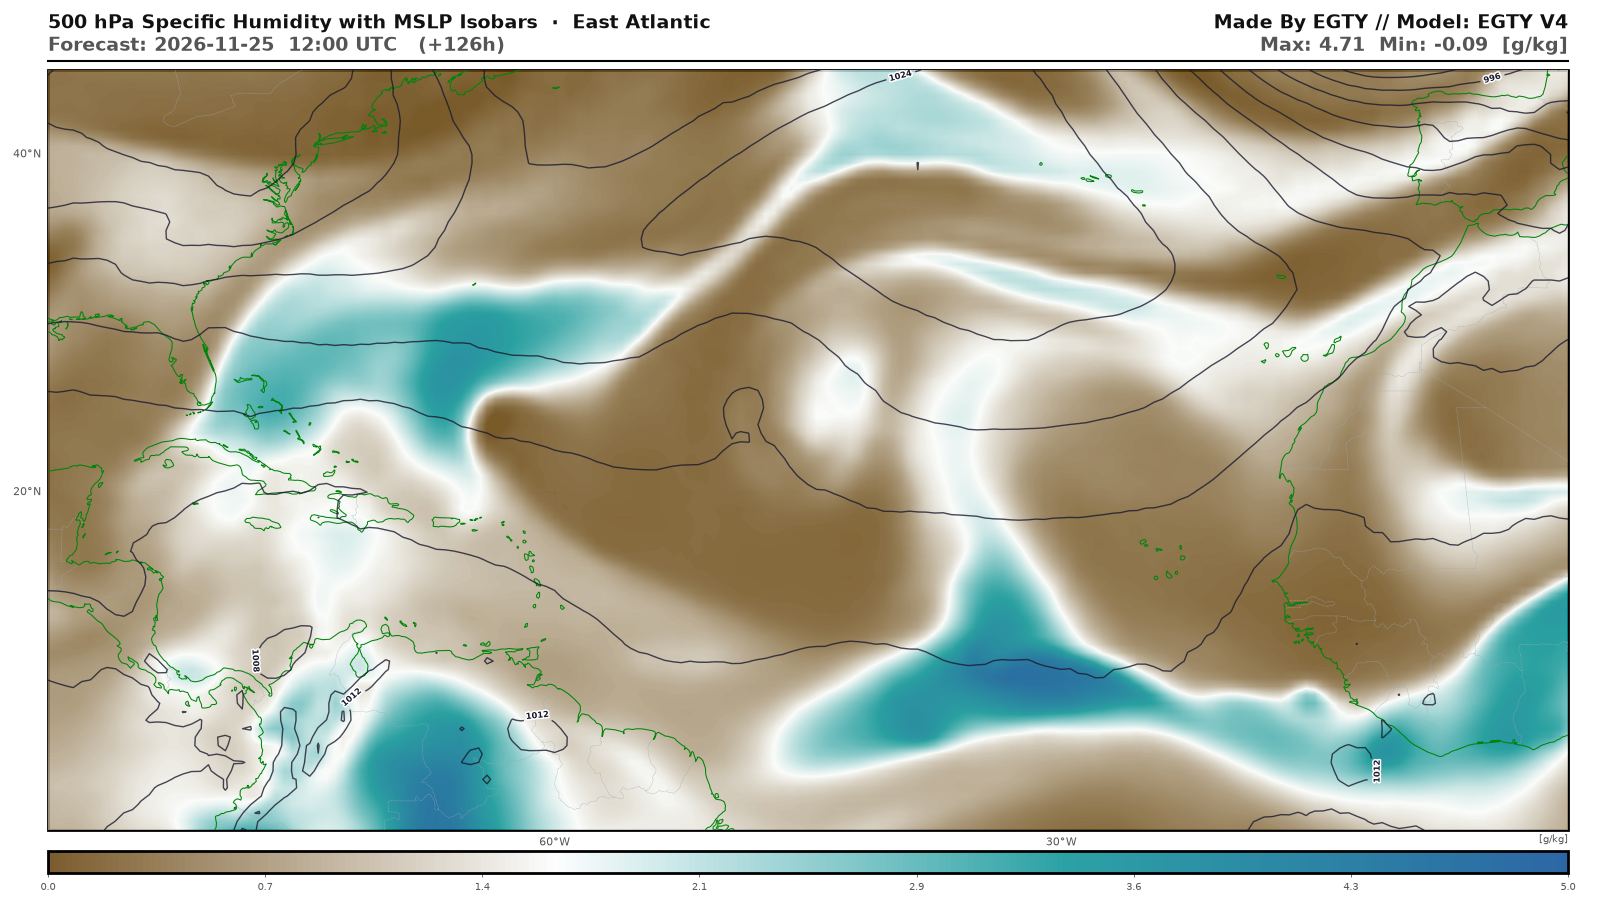 500 hPa Specific Humidity with MSLP Isobars · East Atlantic
Made By EGTY // Model: EGTY V4
Forecast: 2026-11-25 12:00 UTC (+126h)
Max: 4.71 Min: -0.09 [g/kg]
1024
996
40°N
20°N
1008
1012
1012
1012
60°W
30°W
[g/kg]
0.0 0.7 1.4 2.1 2.9 3.6 4.3 5.0